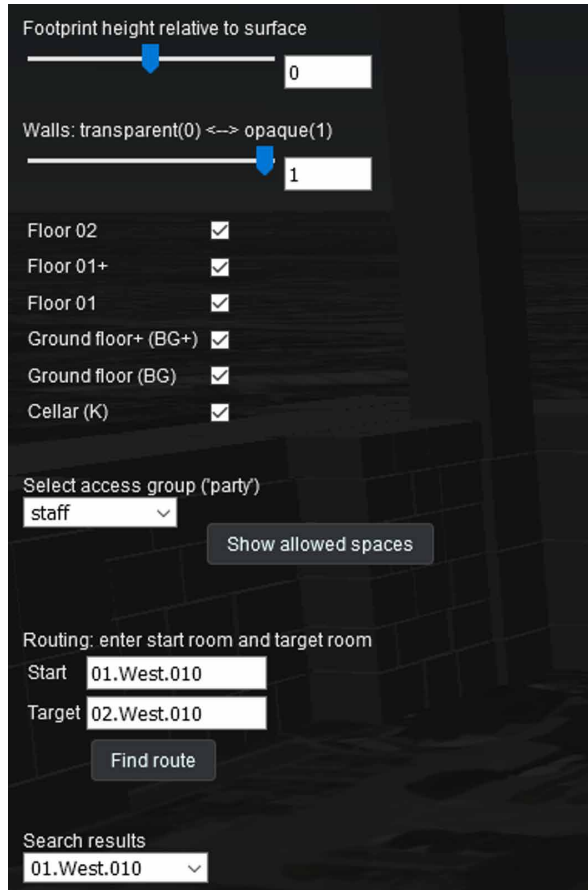 Footprint height relative to surface
0
Walls: transparent(0) <--> opaque(1)
1
Floor 02
Floor 01+
Floor 01
Ground floor+ (BG+)
Ground floor (BG)
Cellar (K)
Select access group ('party')
staff
Show allowed spaces
Routing: enter start room and target room
Start 01.West.010
Target 02.West.010
Find route
Search results
01.West.010